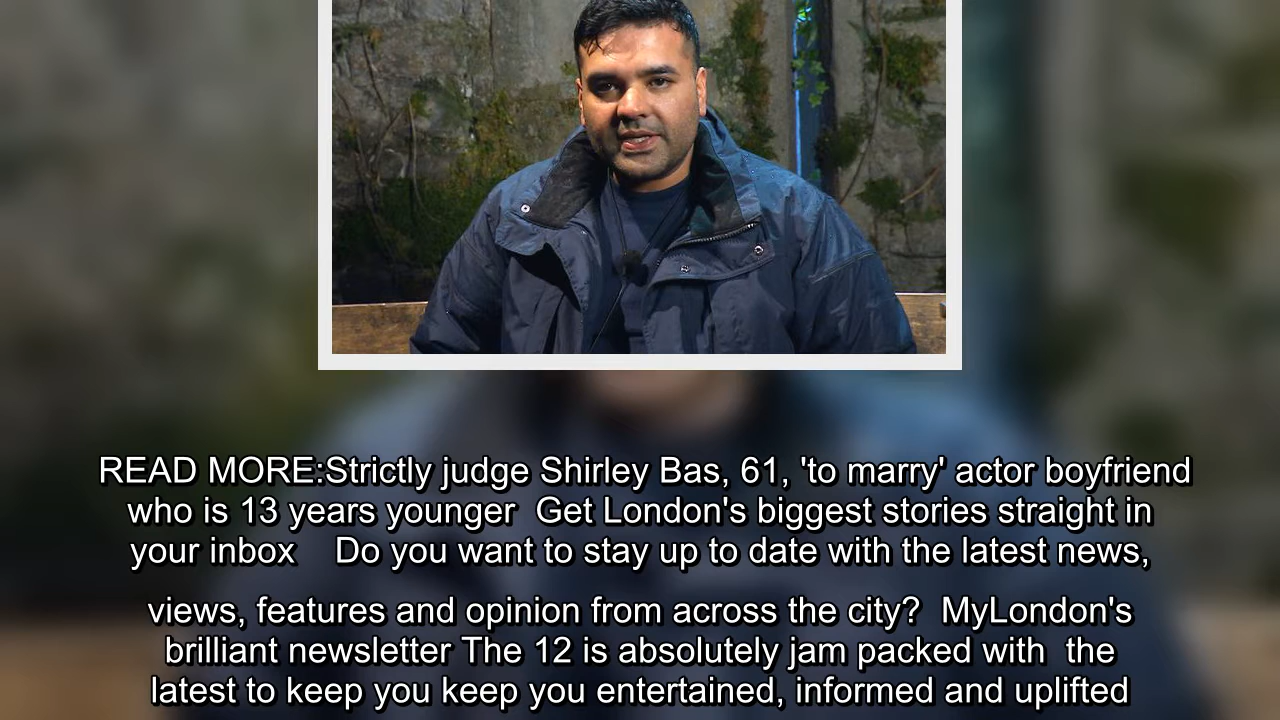 READ MORE:Strictly judge Shirley Bas, 61, 'to marry' actor boyfriend
who is 13 years younger  Get London's biggest stories straight in
your inbox    Do you want to stay up to date with the latest news,
views, features and opinion from across the city?  MyLondon's
brilliant newsletter The 12 is absolutely jam packed with  the
latest to keep you keep you entertained, informed and uplifted